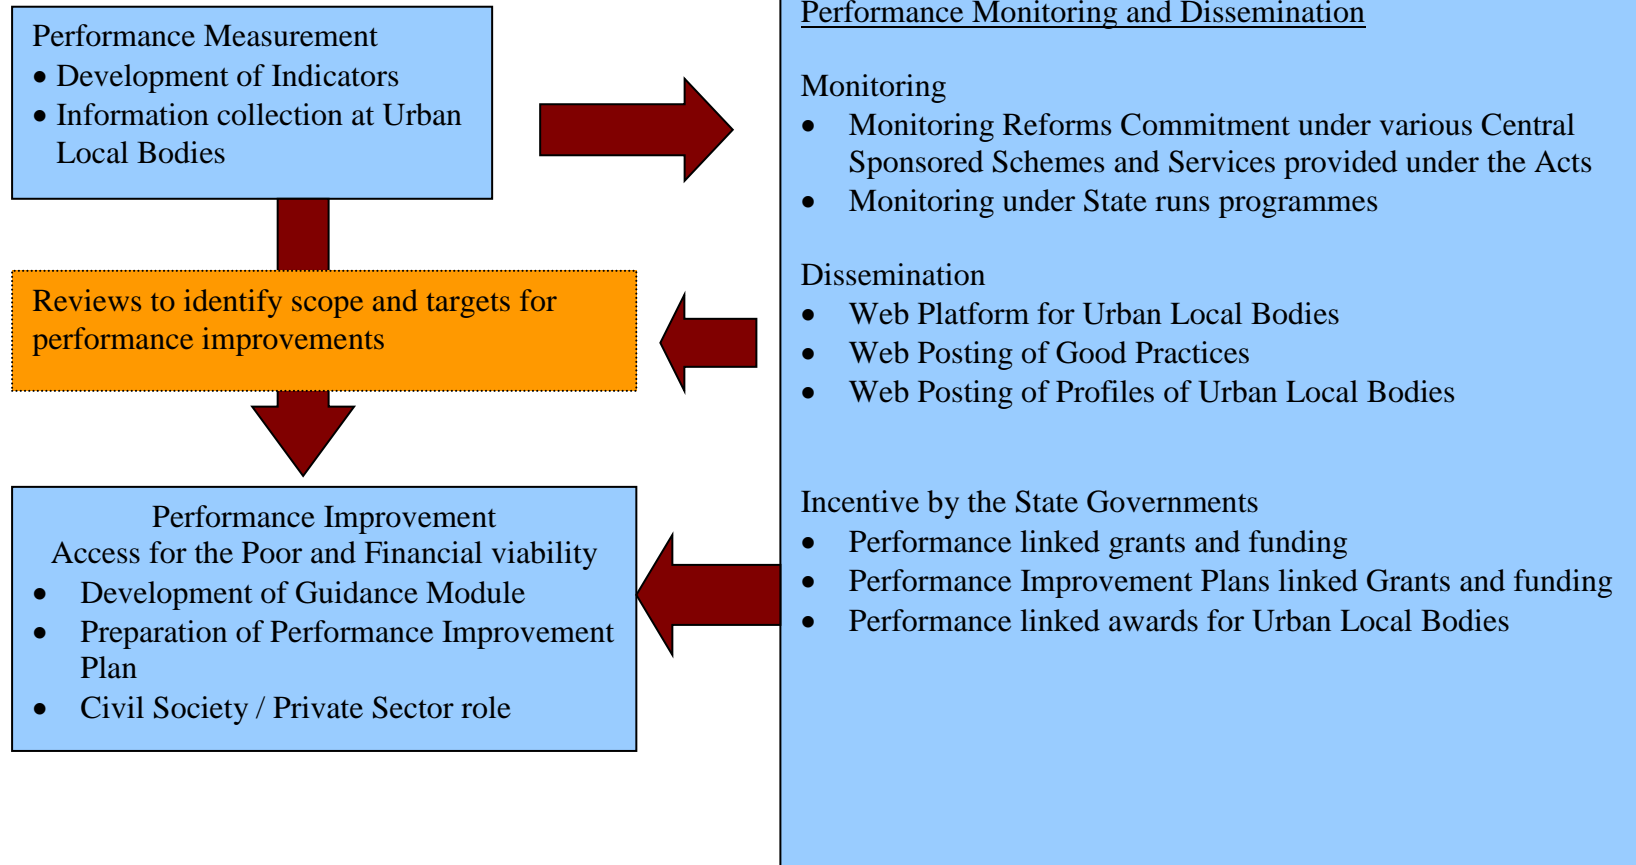 Performance Measurement
• Development of Indicators
• Information collection at Urban
Local Bodies
Reviews to identify scope and targets for
performance improvements
Performance Improvement
Access for the Poor and Financial viability
• Development of Guidance Module
• Preparation of Performance Improvement
Plan
• Civil Society / Private Sector role
Performance Monitoring and Dissemination
Monitoring
• Monitoring Reforms Commitment under various Central
Sponsored Schemes and Services provided under the Acts
• Monitoring under State runs programmes
Dissemination
• Web Platform for Urban Local Bodies
• Web Posting of Good Practices
• Web Posting of Profiles of Urban Local Bodies
Incentive by the State Governments
• Performance linked grants and funding
• Performance Improvement Plans linked Grants and funding
• Performance linked awards for Urban Local Bodies